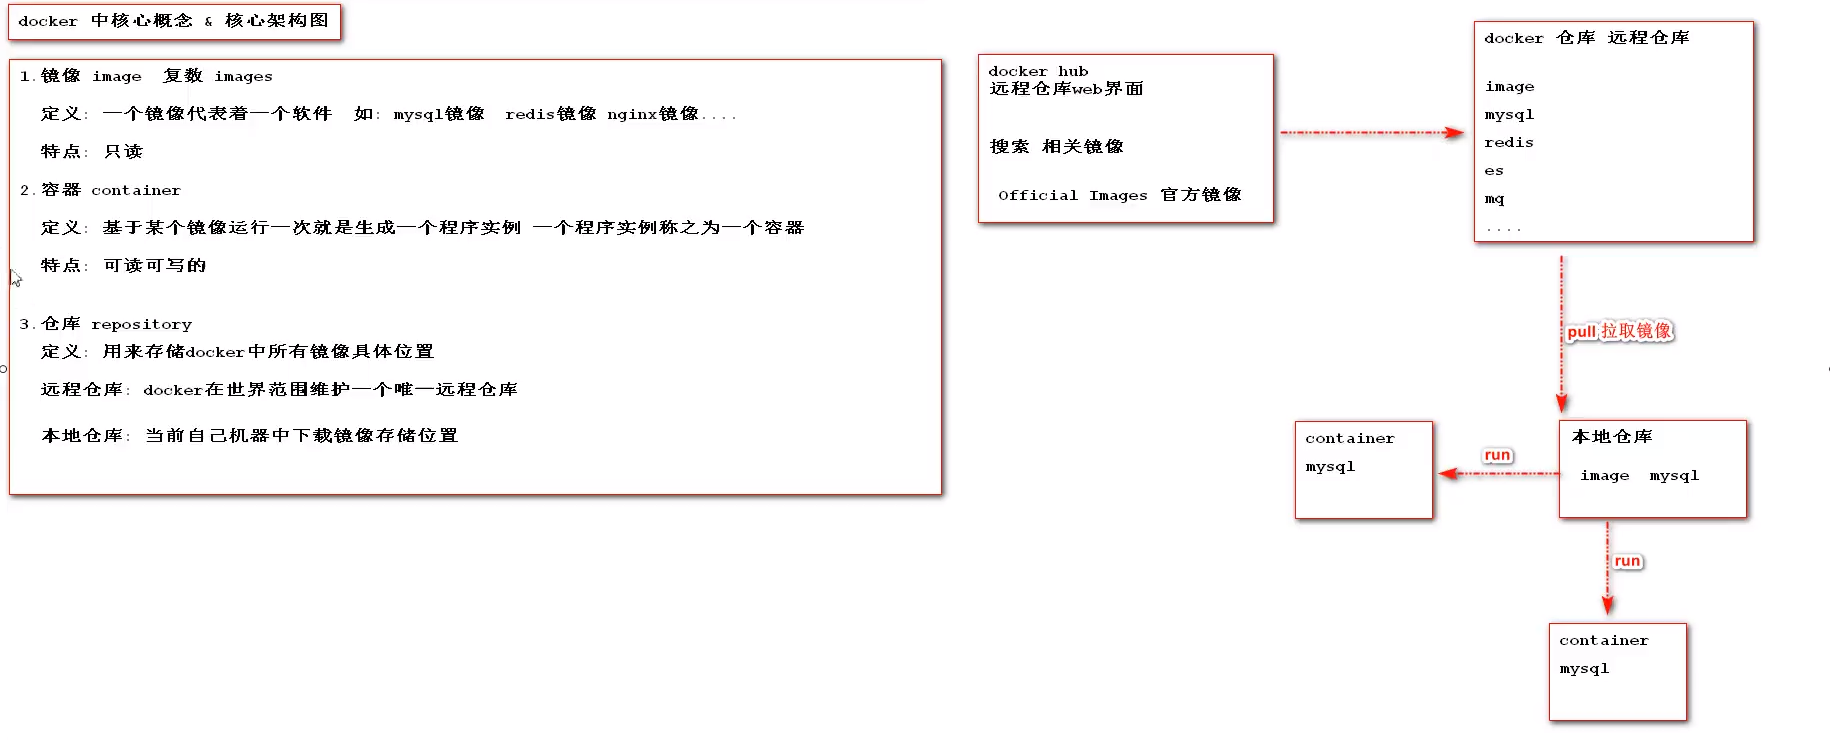 docker 中核心概念 & 核心架构图
1.镜像 image 复数 images
定义: 一个镜像代表着一个软件 如: mysql镜像 redis镜像 nginx镜像....
特点: 只读
2.容器 container
定义: 基于某个镜像运行一次就是生成一个程序实例 一个程序实例称之为一个容器
特点: 可读可写的
3.仓库 repository
定义: 用来存储docker中所有镜像具体位置
远程仓库: docker在世界范围维护一个唯一远程仓库
本地仓库: 当前自己机器中下载镜像存储位置
docker hub
远程仓库web界面
搜索 相关镜像
Official Images 官方镜像
docker 仓库 远程仓库
image
mysql
redis
es
mq
....
pull 拉取镜像
本地仓库
image mysql
run
container
mysql
run
container
mysql